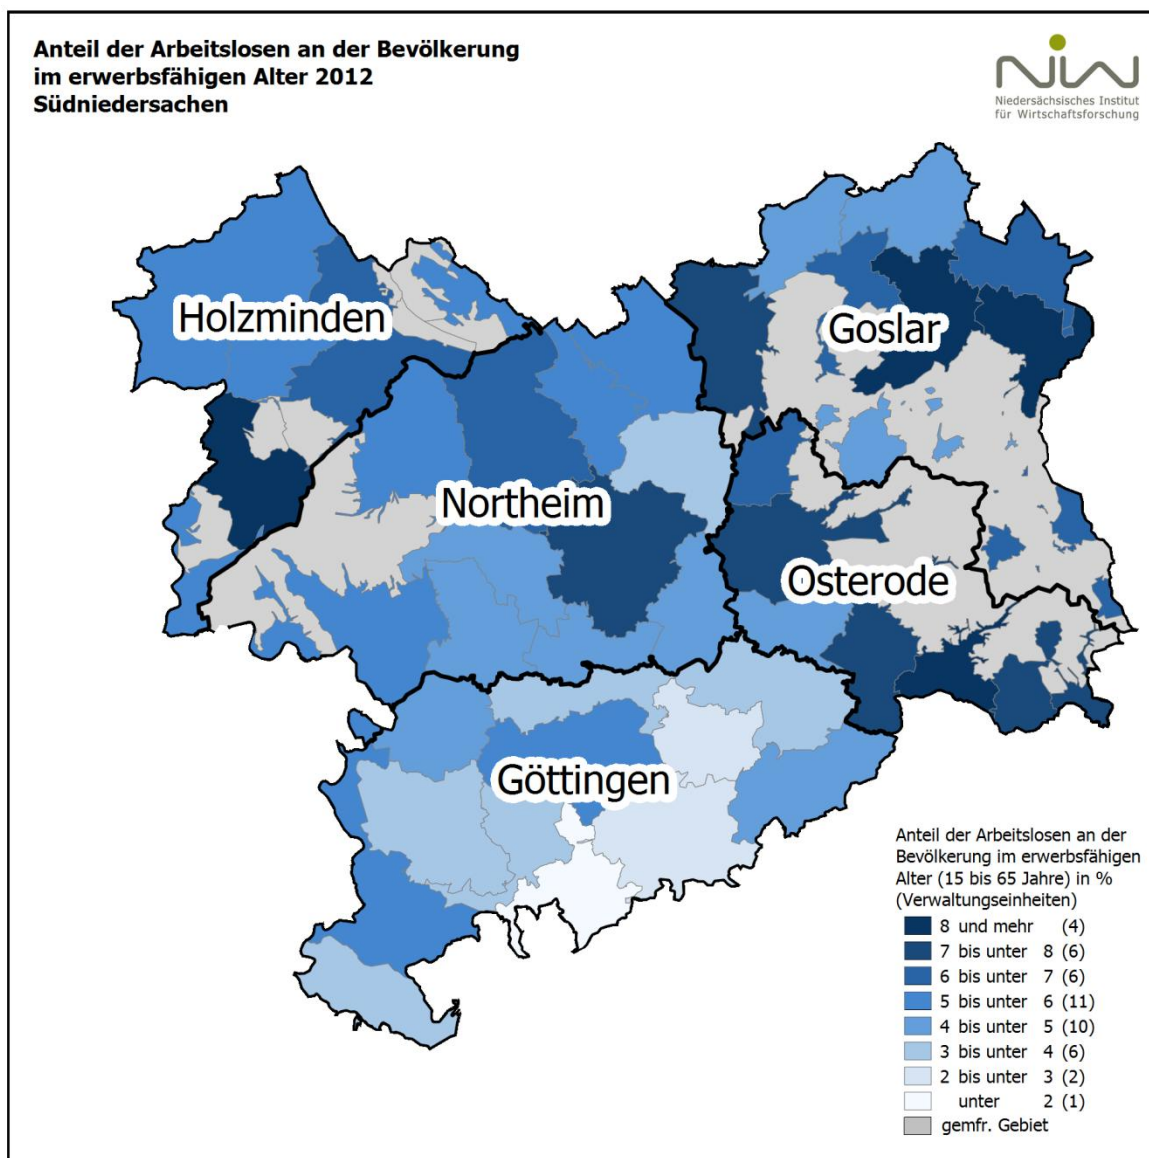 Anteil der Arbeitslosen an der Bevölkerung
im erwerbsfähigen Alter 2012
Südniedersachen
NIW
Niedersächsisches Institut
für Wirtschaftsforschung
Holzminden
Goslar
Northeim
Osterode
Göttingen
Anteil der Arbeitslosen an der
Bevölkerung im erwerbsfähigen
Alter (15 bis 65 Jahre) in %
(Verwaltungseinheiten)
8 und mehr (4)
7 bis unter 8 (6)
6 bis unter 7 (6)
5 bis unter 6 (11)
4 bis unter 5 (10)
3 bis unter 4 (6)
2 bis unter 3 (2)
unter 2 (1)
gemfr. Gebiet